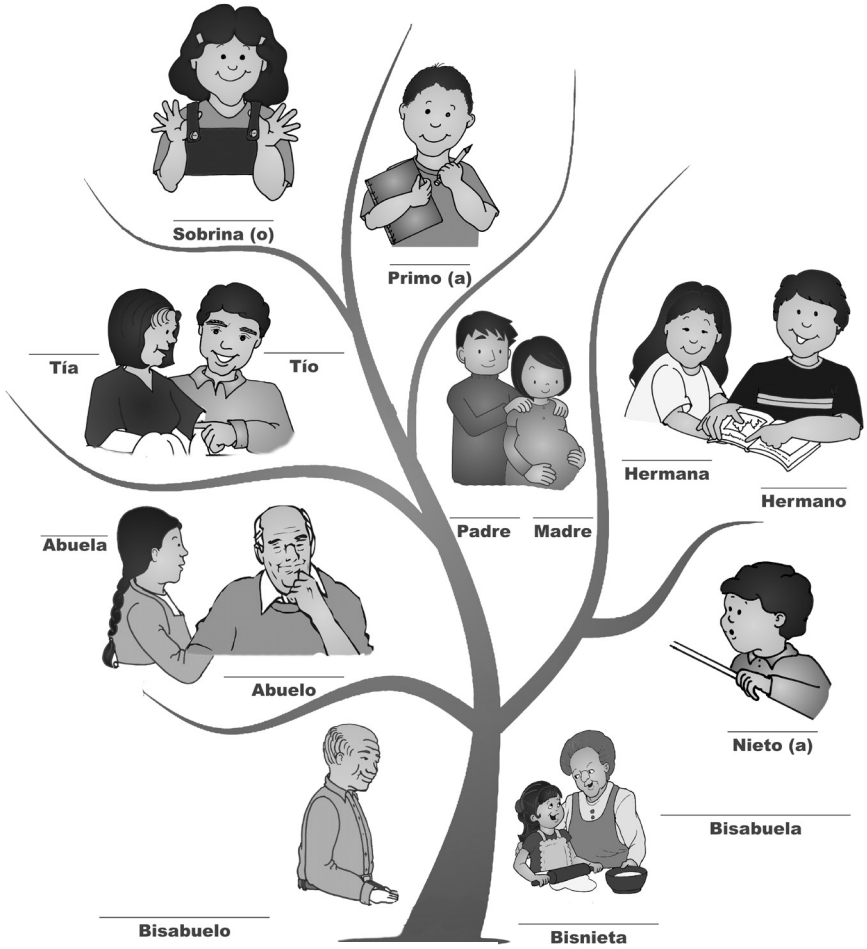 Sobrina (o)
Primo (a)
Tía
Tío
Hermana
Hermano
Padre
Madre
Abuela
Abuelo
Nieto (a)
Bisabuela
Bisabuelo
Bisnieta